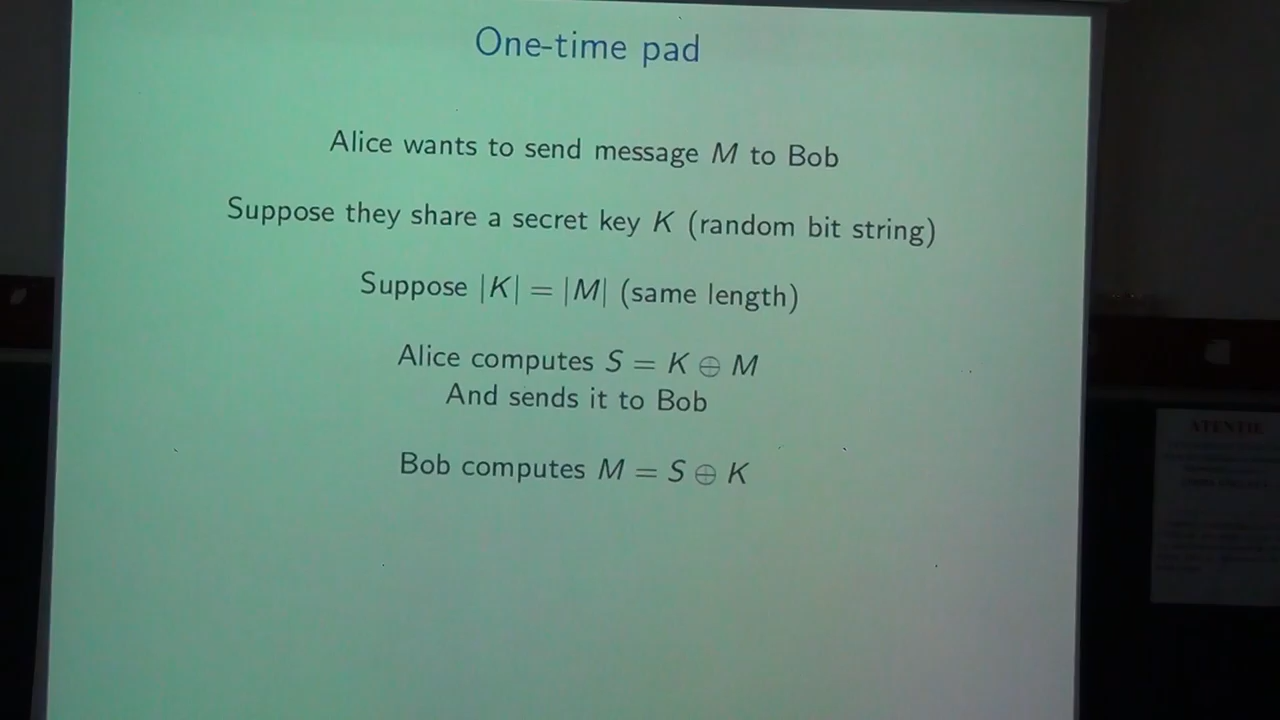 One-time pad
Alice wants to send message M to Bob
Suppose they share a secret key K (random bit string)
Suppose |K| = |M| (same length)
Alice computes S = K ⊕ M
And sends it to Bob
Bob computes M = S ⊕ K
ATENTIE